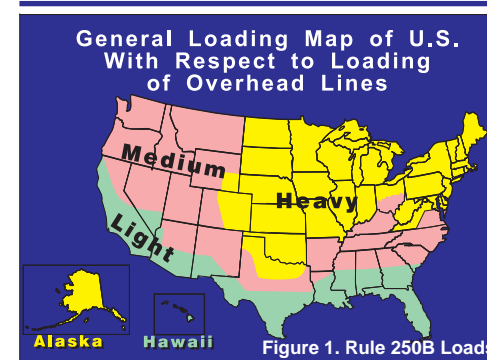 General Loading Map of U.S.
With Respect to Loading
of Overhead Lines
Medium
Heavy
Light
Alaska
Hawaii
Figure 1. Rule 250B Loads